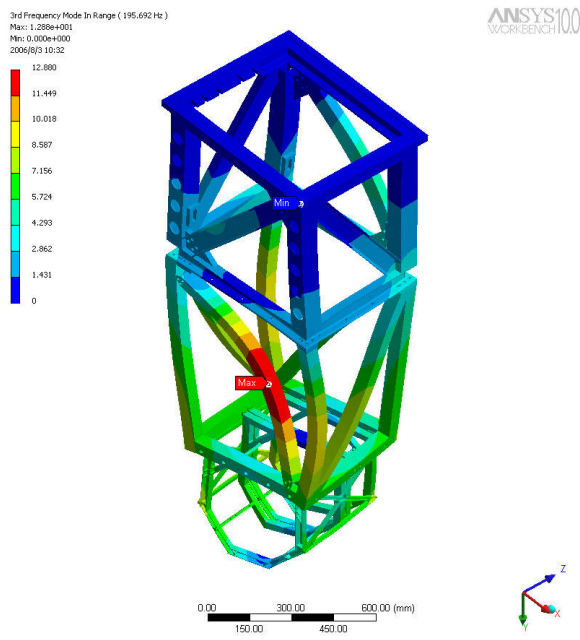 3rd Frequency Mode In Range ( 195.692 Hz )
Max: 1.288e+001
Min: 0.000e+000
2006/8/3 10:32
ANSYS 10.0
WORKBENCH
12.880
11.449
10.018
8.587
7.156
5.724
4.293
2.862
1.431
0
Min
Max
0.00 300.00 600.00 (mm)
150.00 450.00
Z
X
Y